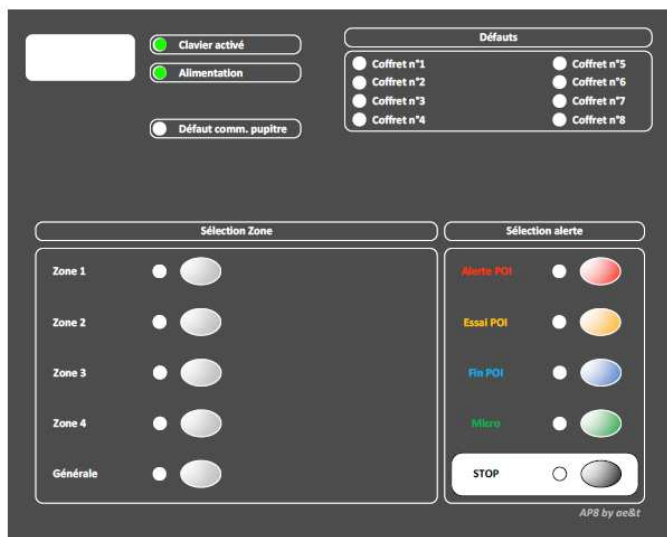 Clavier activé
Alimentation
Défaut comm. pupitre
Défauts
Coffret n°1
Coffret n°2
Coffret n°3
Coffret n°4
Coffret n°5
Coffret n°6
Coffret n°7
Coffret n°8
Sélection Zone
Zone 1
Zone 2
Zone 3
Zone 4
Générale
Sélection alerte
Alerte POI
Essai POI
Fin POI
Micro
STOP
AP8 by ae&t